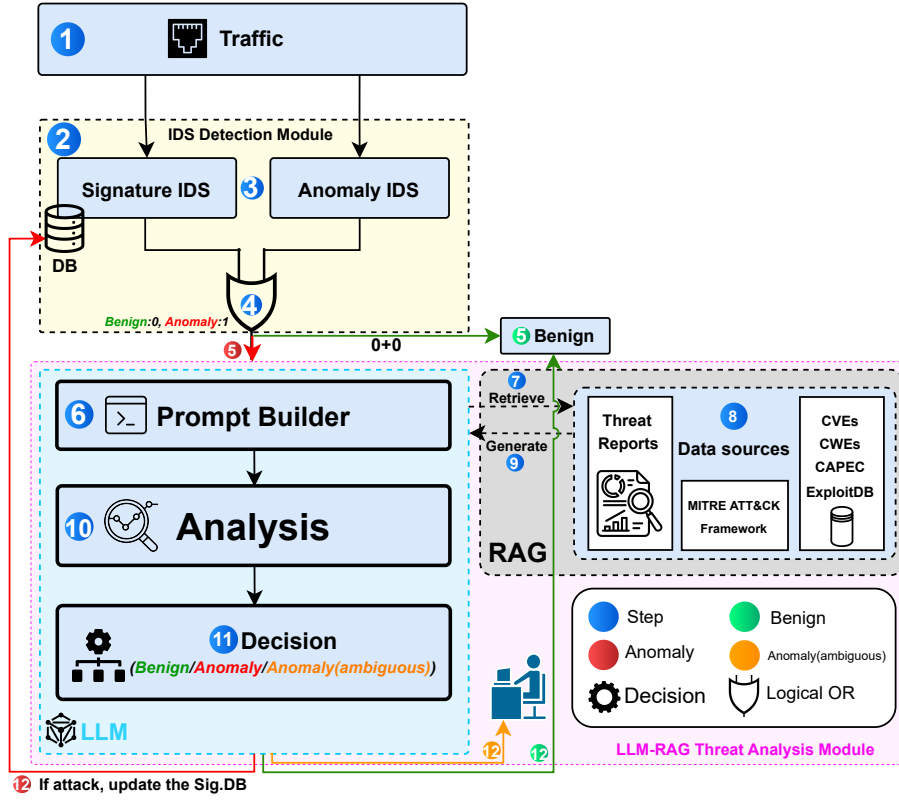 1
Traffic
2
IDS Detection Module
Signature IDS
3
Anomaly IDS
DB
4
Benign:0, Anomaly:1
5
0+0
5 Benign
6
Prompt Builder
7
Retrieve
Generate
9
Threat
Reports
8
Data sources
MITRE ATT&CK
Framework
CVEs
CWEs
CAPEC
ExploitDB
RAG
10
Analysis
11 Decision
(Benign/Anomaly/Anomaly(ambiguous))
LLM
Step
Benign
Anomaly
Anomaly(ambiguous)
Decision
Logical OR
12
12
LLM-RAG Threat Analysis Module
12 If attack, update the Sig.DB